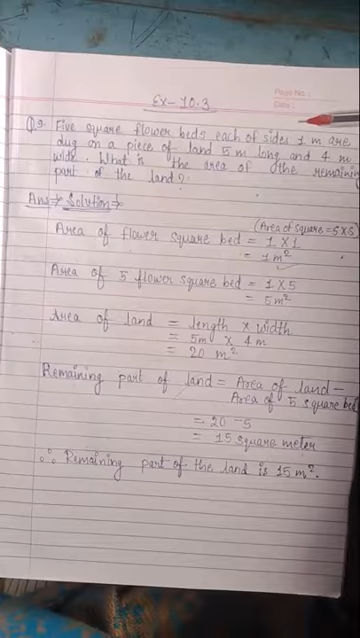 Page No.:
Date:
Ex-10.3
Q.9. Five square flower beds each of sides 1 m are
dug on a piece of land 5 m long and 4 m
wide. What is the area of the remaining
part of the land?
Ans → Solution →
(Area of square = S X S)
Area of flower square bed = 1 X 1
= 1 m²
Area of 5 flower square bed = 1 X 5
= 5m²
Area of land = length x width
= 5m x 4 m
= 20 m²
Remaining part of land = Area of land -
Area of 5 square bed
= 20 - 5
= 15 square meter
∴ Remaining part of the land is 15 m².